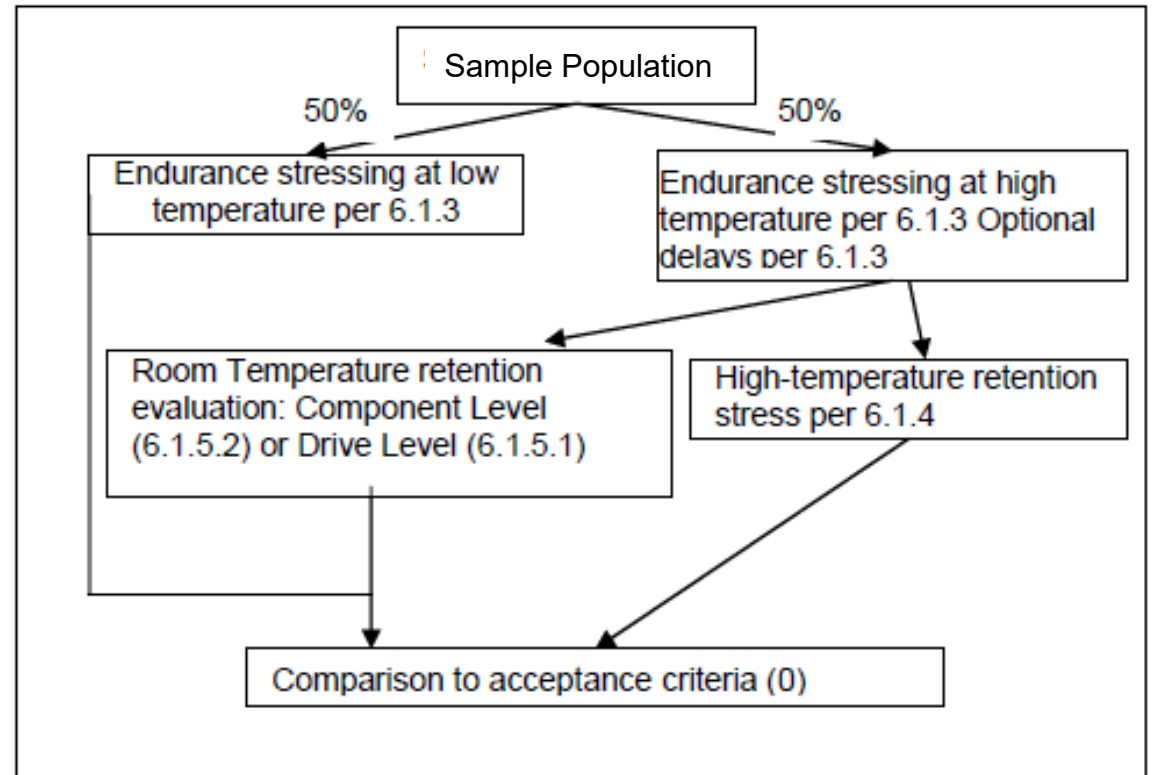 Sample Population
50%
50%
Endurance stressing at low
temperature per 6.1.3
Endurance stressing at high
temperature per 6.1.3 Optional
delays per 6.1.3
Room Temperature retention
evaluation: Component Level
(6.1.5.2) or Drive Level (6.1.5.1)
High-temperature retention
stress per 6.1.4
Comparison to acceptance criteria (0)